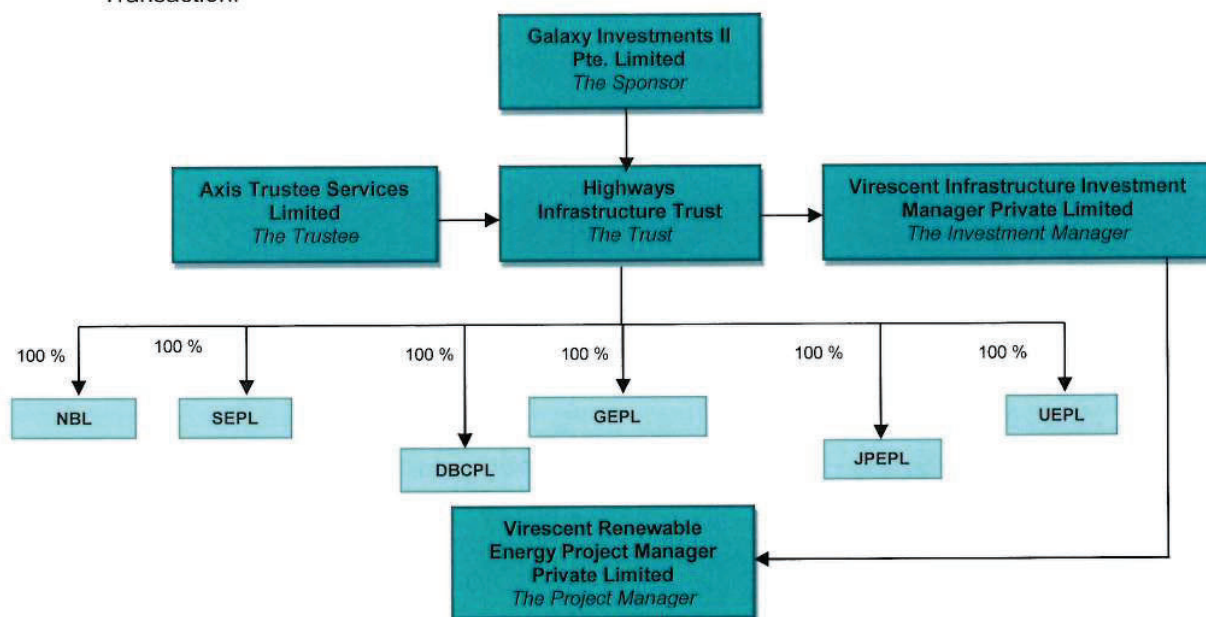 Transaction.
Galaxy Investments II
Pte. Limited
The Sponsor
Axis Trustee Services
Limited
The Trustee
Highways
Infrastructure Trust
The Trust
Virescent Infrastructure Investment
Manager Private Limited
The Investment Manager
100 %
100 %
100 %
100 %
100 %
100 %
NBL
SEPL
DBCPL
GEPL
JPEPL
UEPL
Virescent Renewable
Energy Project Manager
Private Limited
The Project Manager